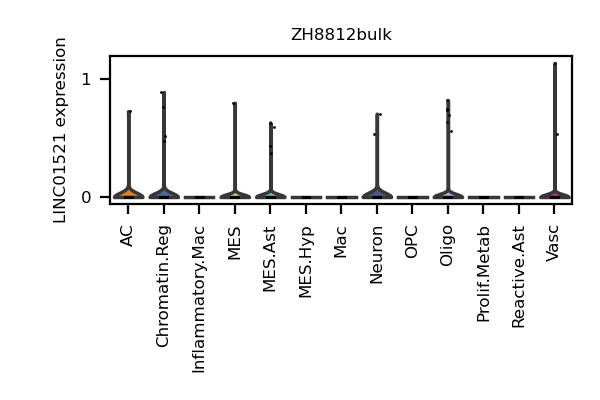 ZH8812bulk
LINC01521 expression
1
0
AC
Chromatin.Reg
Inflammatory.Mac
MES
MES.Ast
MES.Hyp
Mac
Neuron
OPC
Oligo
Prolif.Metab
Reactive.Ast
Vasc